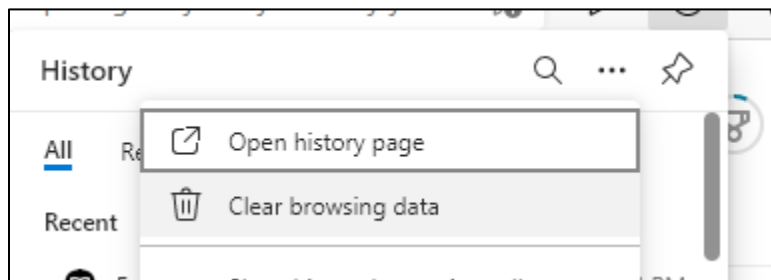 History
Open history page
All
Clear browsing data
Recent